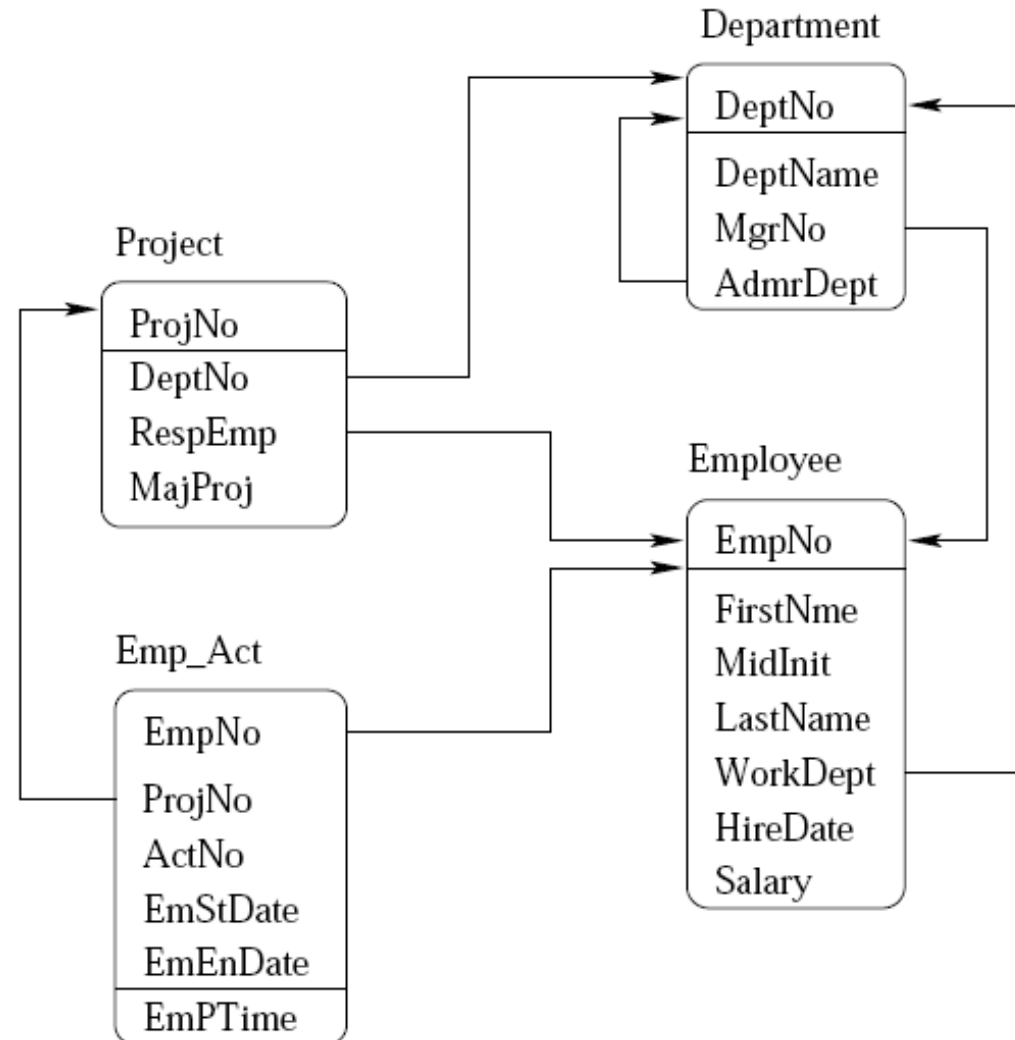 Department
DeptNo
DeptName
MgrNo
AdmrDept
Project
ProjNo
DeptNo
RespEmp
MajProj
Employee
EmpNo
FirstNme
MidInit
LastName
WorkDept
HireDate
Salary
Emp_Act
EmpNo
ProjNo
ActNo
EmStDate
EmEnDate
EmPTime